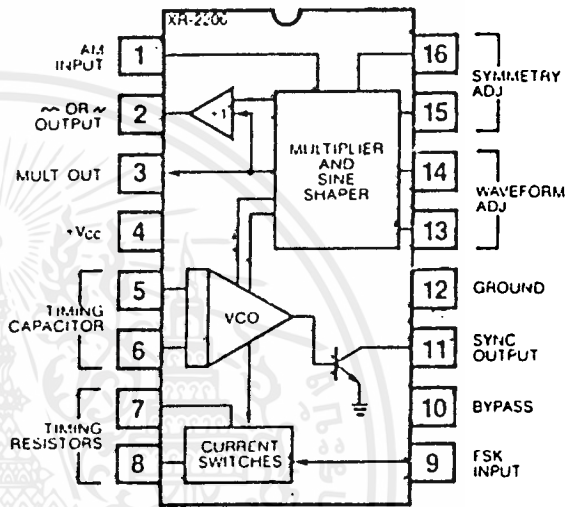 XR-2206
AM
INPUT
1
16
SYMMETRY
ADJ
∼ OR ∼
OUTPUT
2
+1
15
MULT OUT
3
MULTIPLIER
AND
SINE
SHAPER
14
WAVEFORM
ADJ
+Vcc
4
13
TIMING
CAPACITOR
5
12
GROUND
VCO
6
11
SYNC
OUTPUT
TIMING
RESISTORS
7
10
BYPASS
8
CURRENT
SWITCHES
9
FSK
INPUT